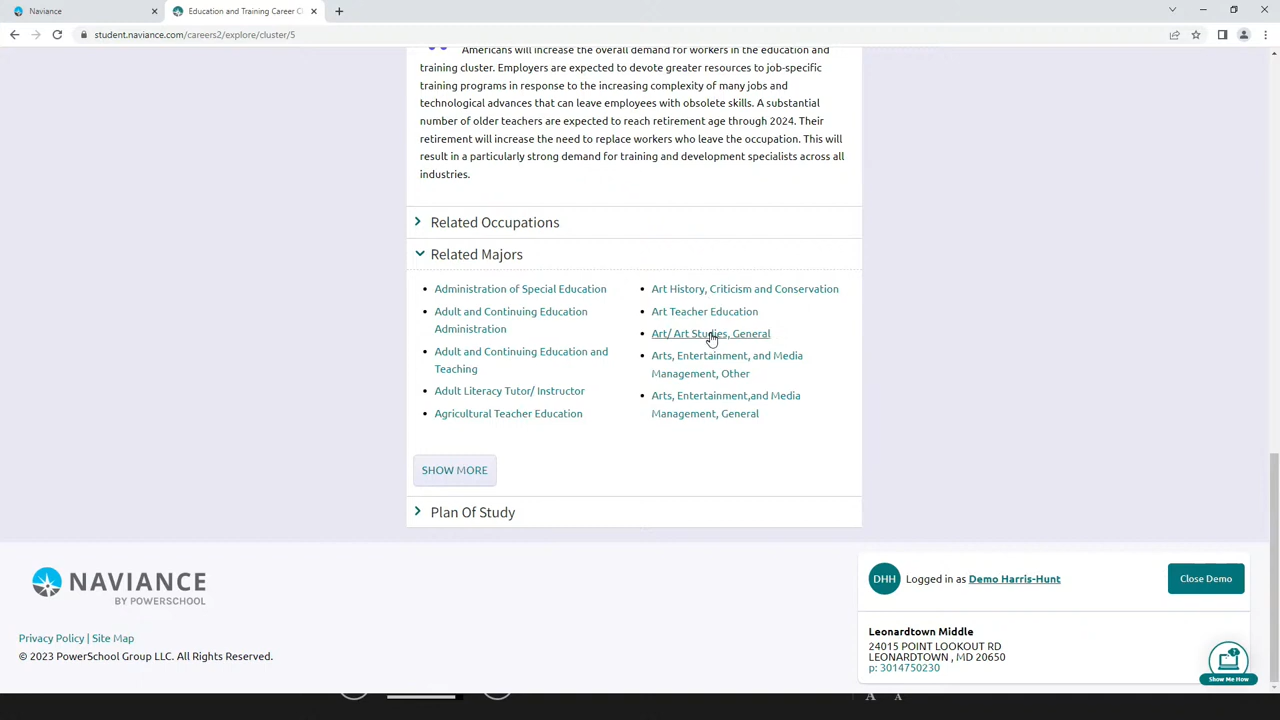 Naviance
Education and Training Career Cl
student.naviance.com/careers2/explore/cluster/5
Americans will increase the overall demand for workers in the education and
training cluster. Employers are expected to devote greater resources to job-specific
training programs in response to the increasing complexity of many jobs and
technological advances that can leave employees with obsolete skills. A substantial
number of older teachers are expected to reach retirement age through 2024. Their
retirement will increase the need to replace workers who leave the occupation. This will
result in a particularly strong demand for training and development specialists across all
industries.
Related Occupations
Related Majors
Administration of Special Education
Adult and Continuing Education
Administration
Adult and Continuing Education and
Teaching
Adult Literacy Tutor/ Instructor
Agricultural Teacher Education
Art History, Criticism and Conservation
Art Teacher Education
Art/ Art Studies, General
Arts, Entertainment, and Media
Management, Other
Arts, Entertainment,and Media
Management, General
SHOW MORE
Plan Of Study
NAVIANCE
BY POWERSCHOOL
Privacy Policy | Site Map
© 2023 PowerSchool Group LLC. All Rights Reserved.
DHH Logged in as Demo Harris-Hunt
Close Demo
Leonardtown Middle
24015 POINT LOOKOUT RD
LEONARDTOWN , MD 20650
p: 3014750230
Show Me How
A A